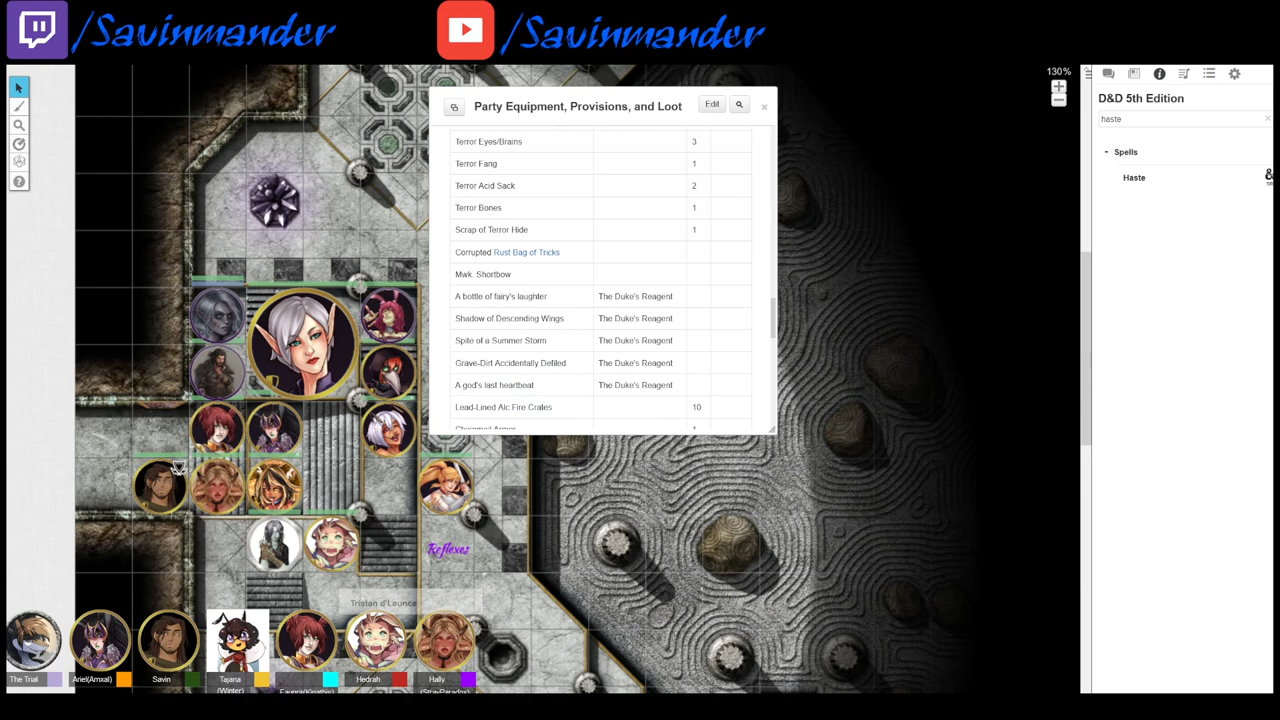 /Savinmander
/Savinmander
130%
Party Equipment, Provisions, and Loot
Edit
D&D 5th Edition
haste
Spells
Haste
Terror Eyes/Brains 3
Terror Fang 1
Terror Acid Sack 2
Terror Bones 1
Scrap of Terror Hide 1
Corrupted Rust Bag of Tricks
Mwk. Shortbow
A bottle of fairy's laughter The Duke's Reagent
Shadow of Descending Wings The Duke's Reagent
Spite of a Summer Storm The Duke's Reagent
Grave-Dirt Accidentally Defiled The Duke's Reagent
A god's last heartbeat The Duke's Reagent
Lead-Lined Alc Fire Crates 10
Chainmail Armor 1
Reflexes
Tristan d'Launce
The Trial
Ariel(Amxal)
Savin
Tajana
(Winter)
Hedrah
Hally
(StrayParadox)